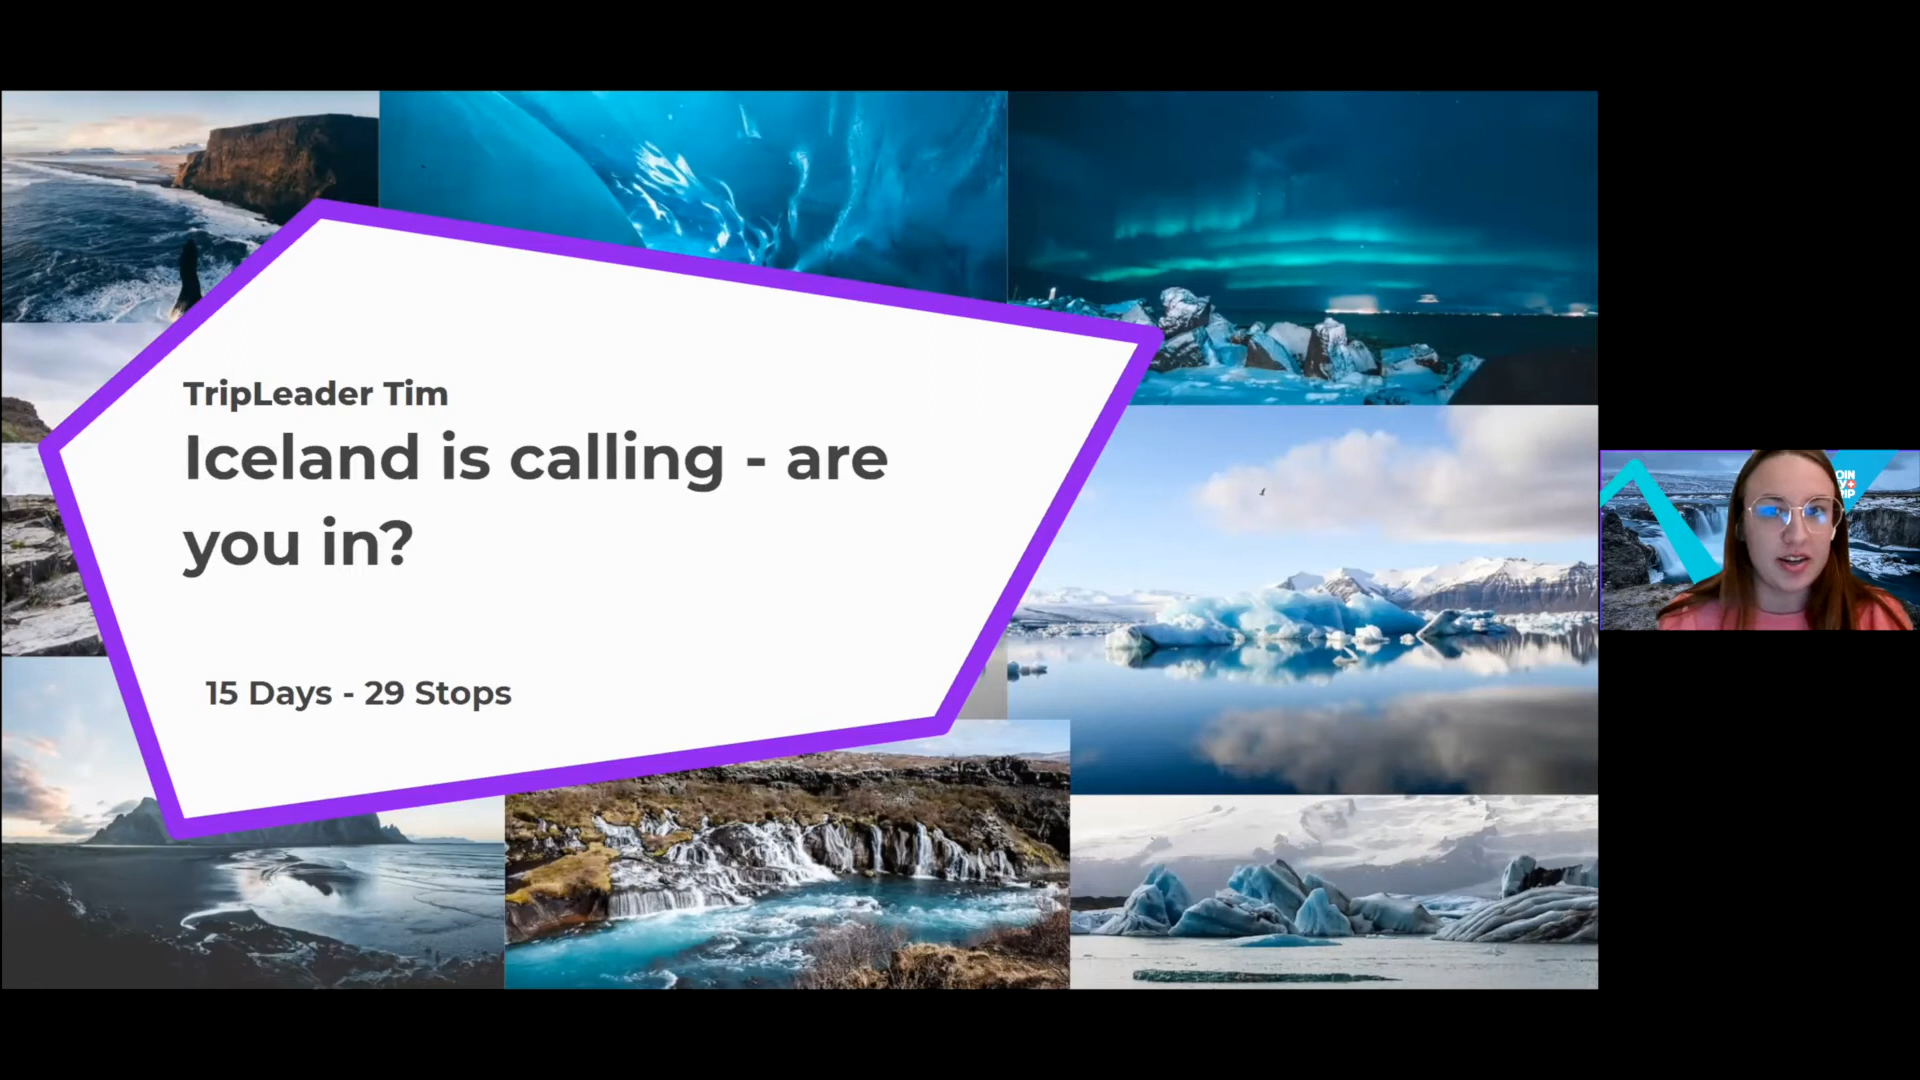 TripLeader Tim
Iceland is calling - are
you in?
15 Days - 29 Stops